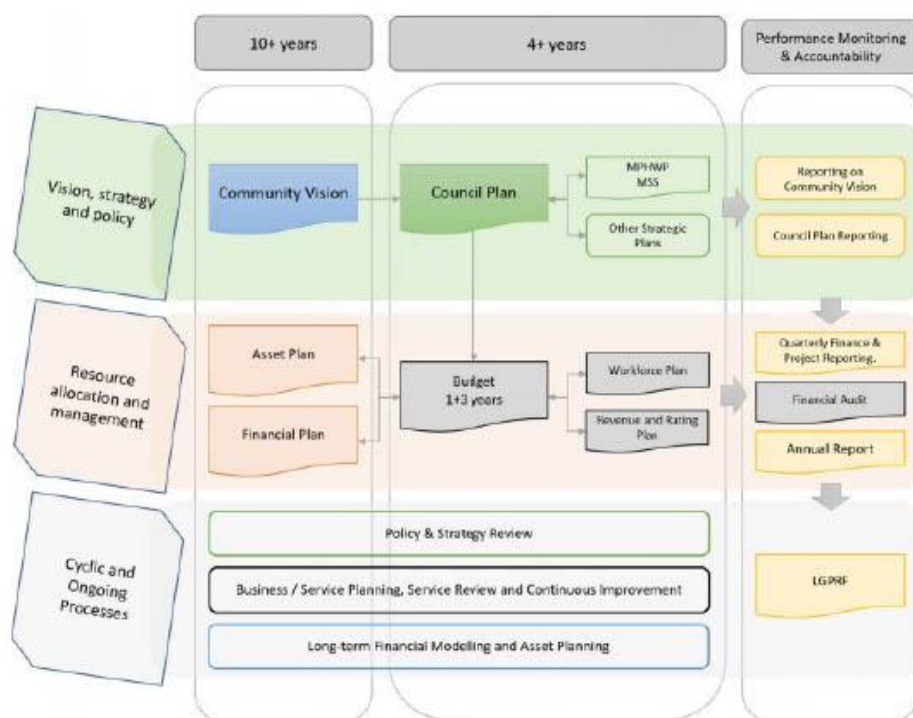 10+ years
4+ years
Performance Monitoring
& Accountability
Vision, strategy
and policy
Community Vision
Council Plan
MPHWP
MSS
Other Strategic
Plans
Reporting on
Community Vision
Council Plan Reporting.
Resource
allocation and
management
Asset Plan
Financial Plan
Budget
1+3 years
Workforce Plan
Revenue and Rating
Plan
Quarterly Finance &
Project Reporting.
Financial Audit
Annual Report
Cyclic and
Ongoing
Processes
Policy & Strategy Review
Business / Service Planning, Service Review and Continuous Improvement
Long-term Financial Modelling and Asset Planning
LGPRF